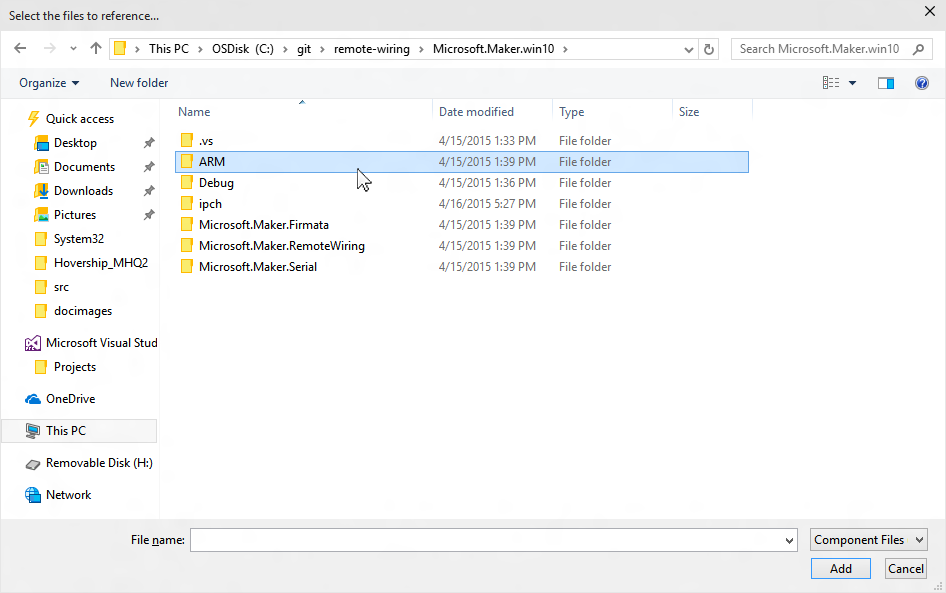 Select the files to reference...
This PC > OSDisk (C:) > git > remote-wiring > Microsoft.Maker.win10 >
Search Microsoft.Maker.win10
Organize New folder
Name Date modified Type Size
Quick access
Desktop
Documents
Downloads
Pictures
System32
Hovership_MHQ2
src
docimages
Microsoft Visual Stud
Projects
OneDrive
This PC
Removable Disk (H:)
Network
.vs 4/15/2015 1:33 PM File folder
ARM 4/15/2015 1:39 PM File folder
Debug 4/15/2015 1:36 PM File folder
ipch 4/16/2015 5:27 PM File folder
Microsoft.Maker.Firmata 4/15/2015 1:39 PM File folder
Microsoft.Maker.RemoteWiring 4/15/2015 1:39 PM File folder
Microsoft.Maker.Serial 4/15/2015 1:39 PM File folder
File name: Component Files
Add Cancel